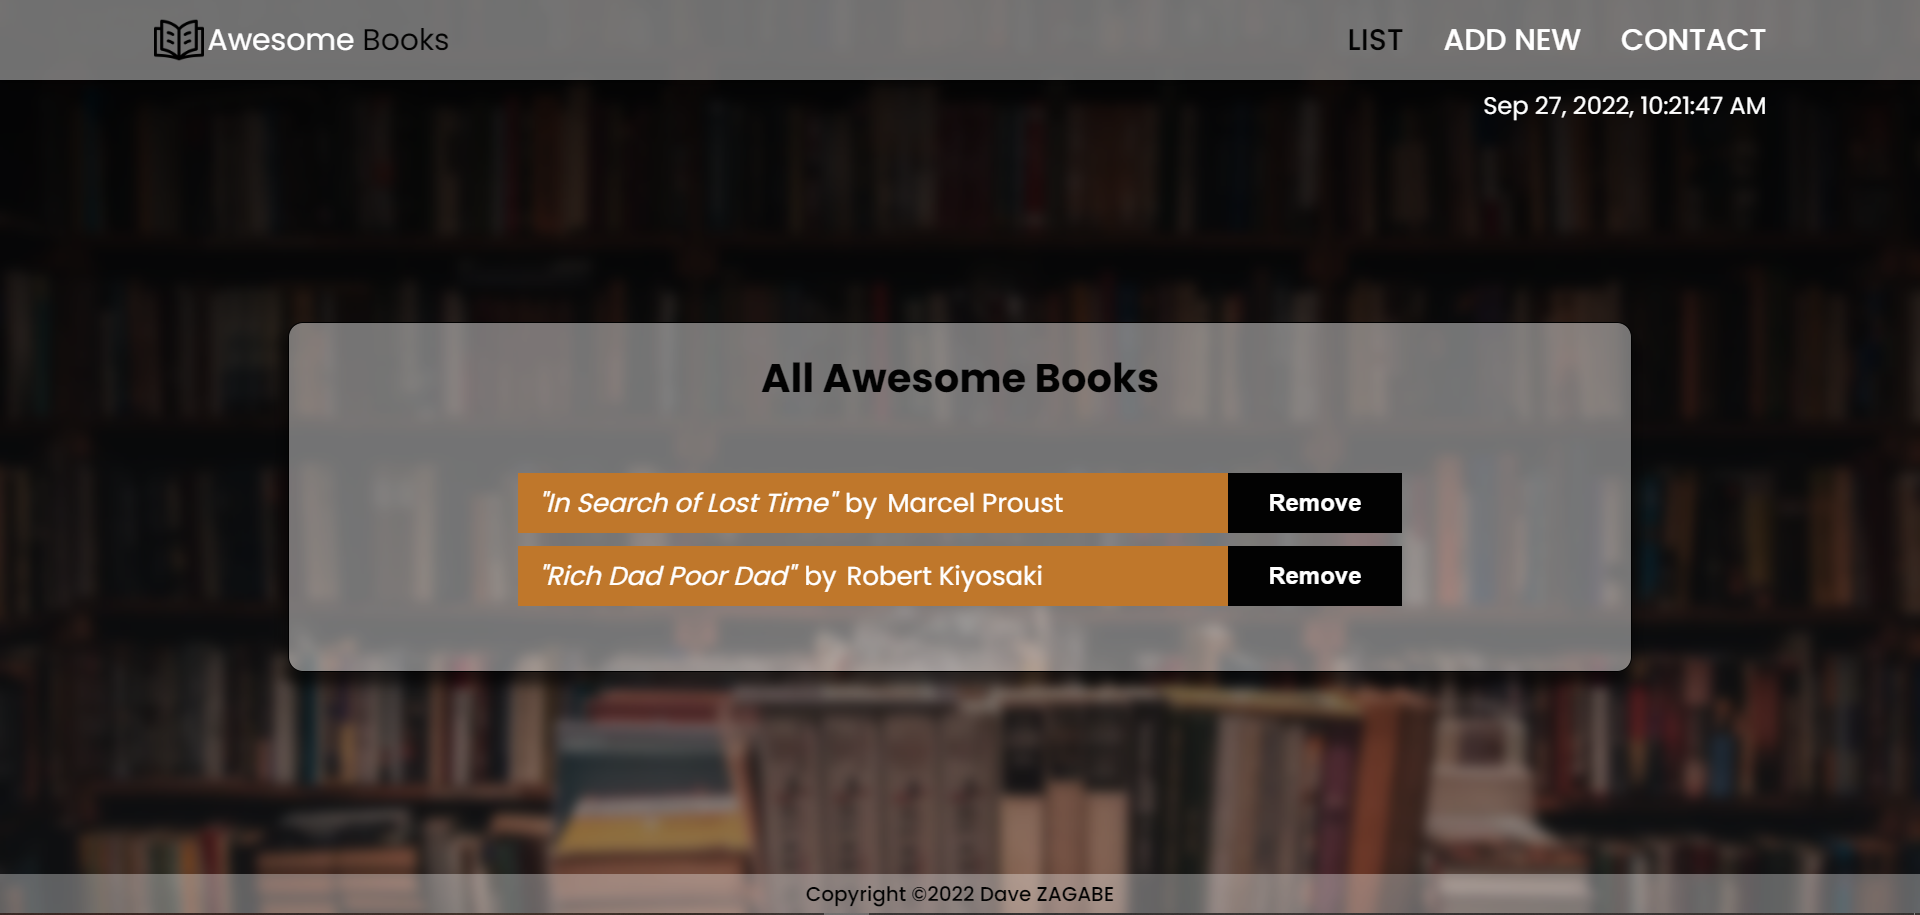 Awesome Books
LIST ADD NEW CONTACT
Sep 27, 2022, 10:21:47 AM
All Awesome Books
"In Search of Lost Time" by Marcel Proust Remove
"Rich Dad Poor Dad" by Robert Kiyosaki Remove
Copyright ©2022 Dave ZAGABE